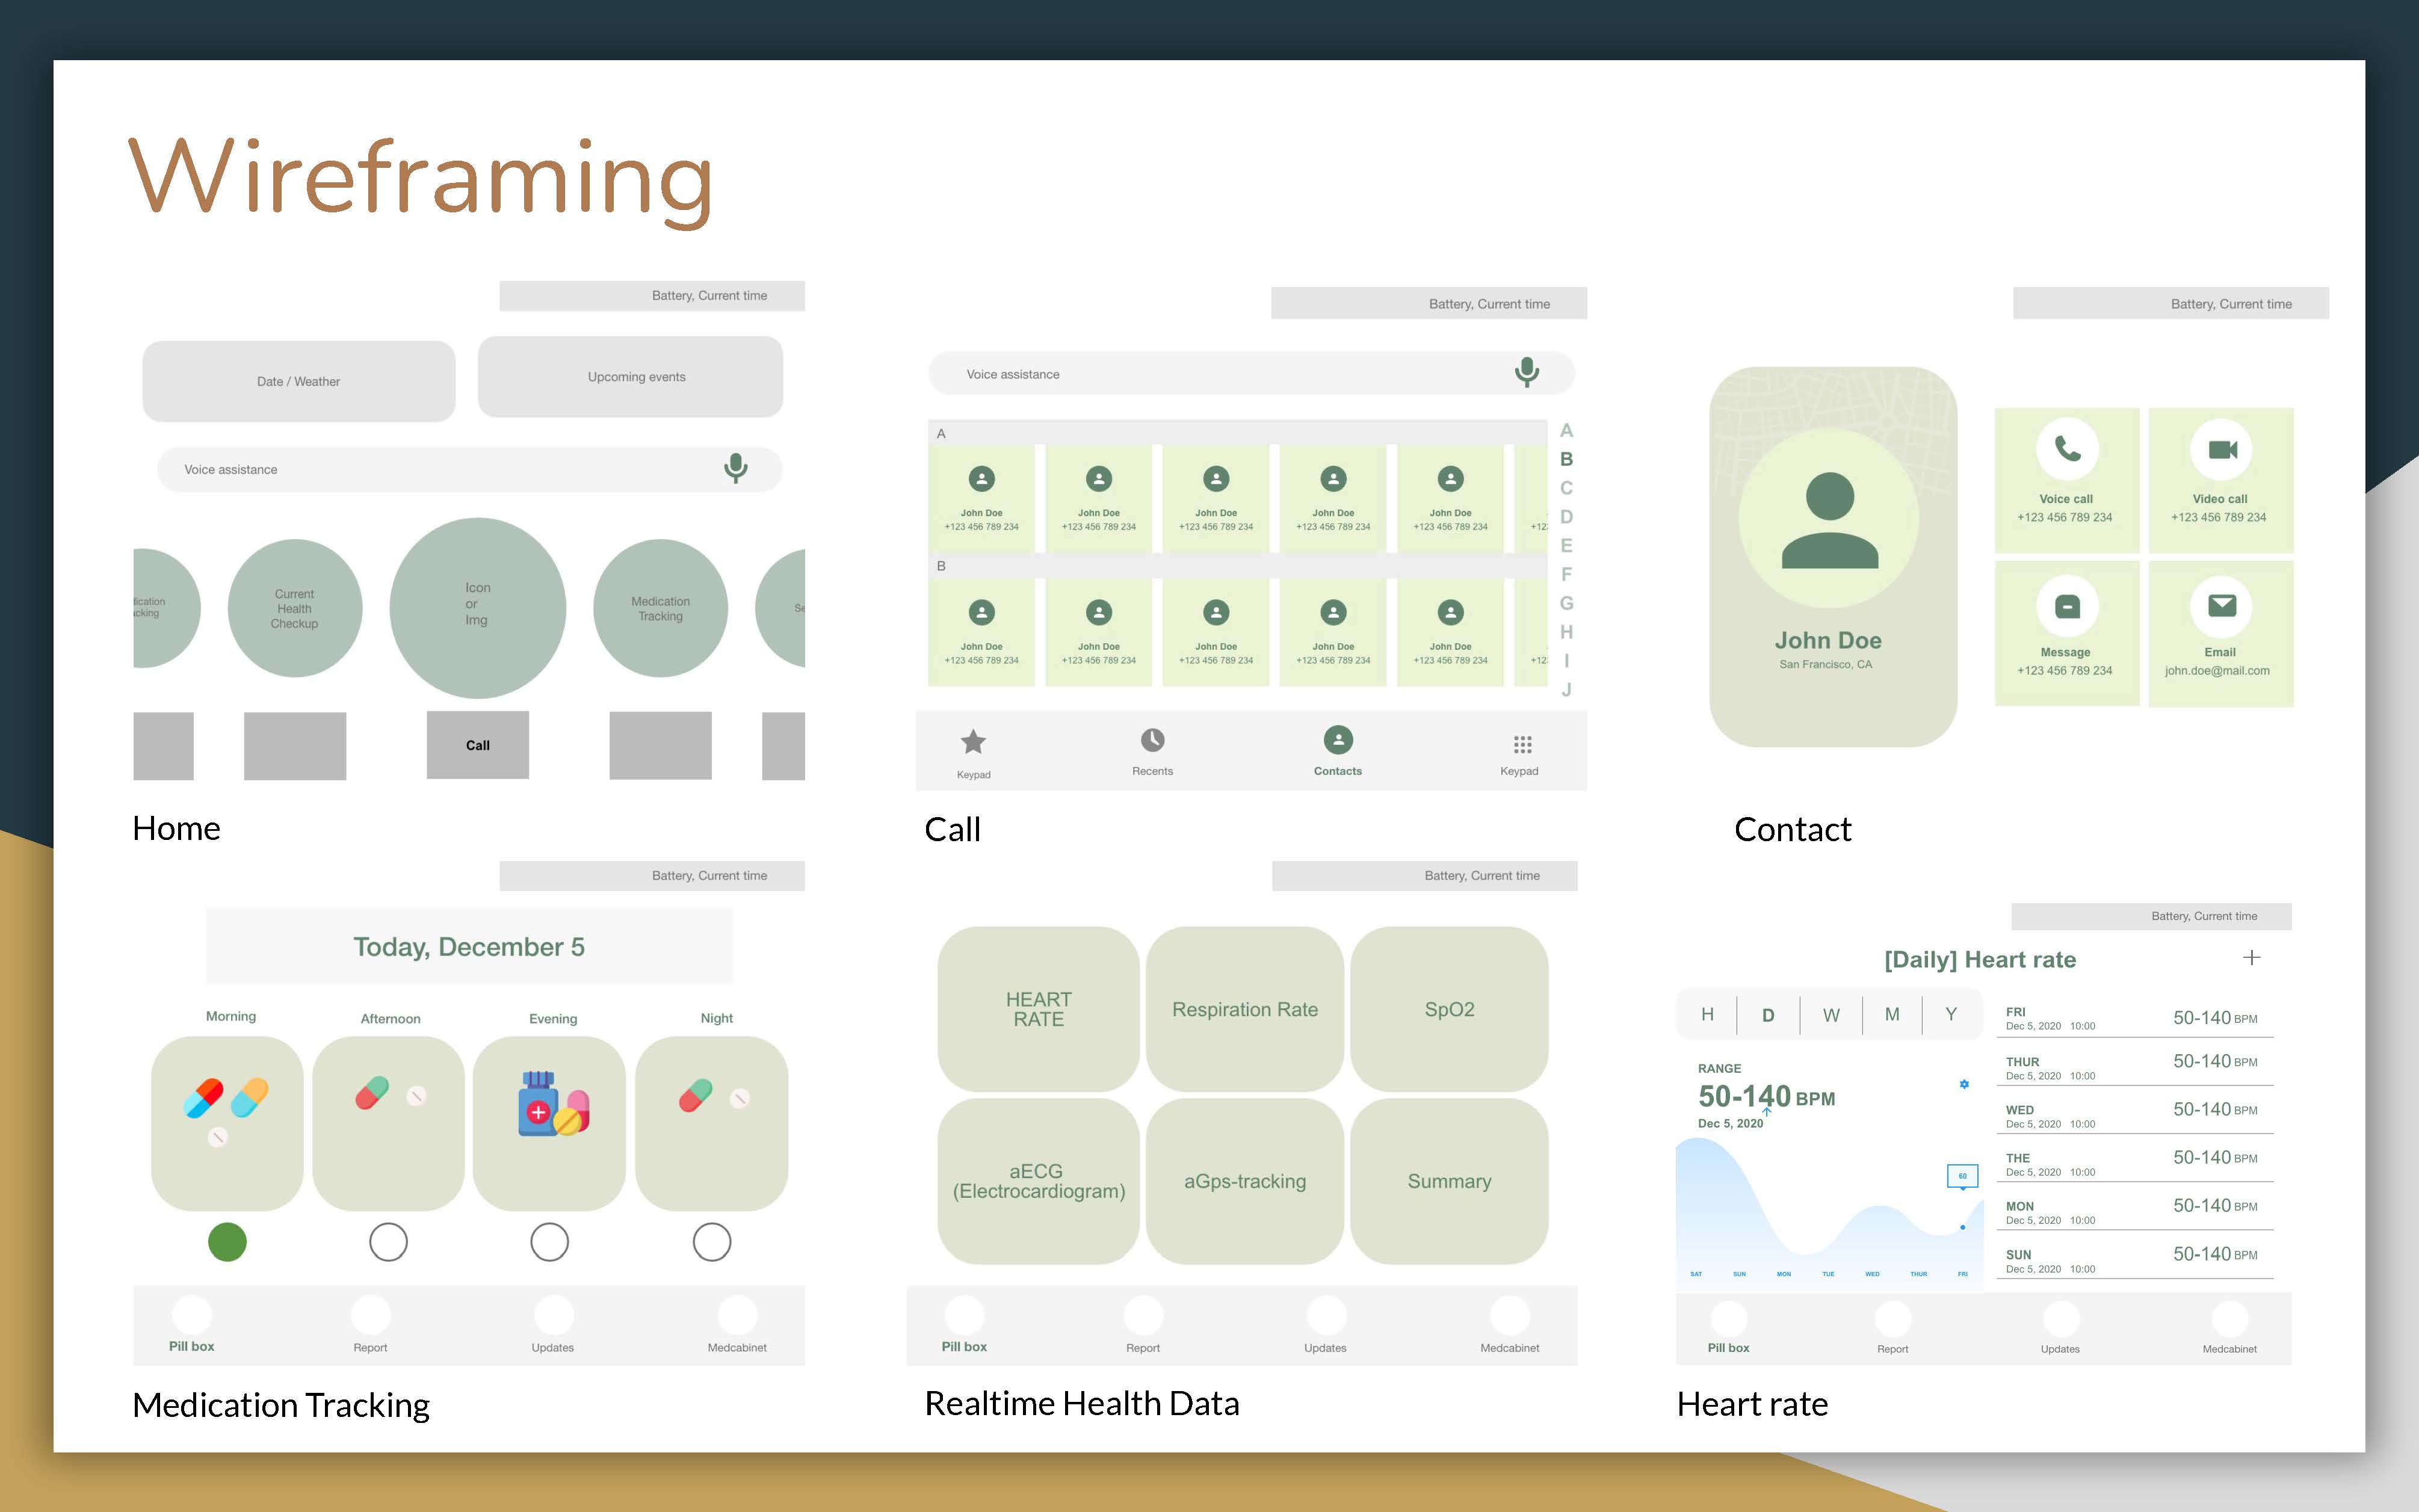 Wireframing
Battery, Current time
Date / Weather
Upcoming events
Voice assistance
lication
acking
Current
Health
Checkup
Icon
or
Img
Medication
Tracking
Se
Call
Home
Battery, Current time
Voice assistance
A
John Doe John Doe John Doe John Doe John Doe
+123 456 789 234 +123 456 789 234 +123 456 789 234 +123 456 789 234 +123 456 789 234 +12
B
John Doe John Doe John Doe John Doe John Doe
+123 456 789 234 +123 456 789 234 +123 456 789 234 +123 456 789 234 +123 456 789 234 +12
A
B
C
D
E
F
G
H
I
J
Keypad Recents Contacts Keypad
Call
Battery, Current time
John Doe
San Francisco, CA
Voice call
+123 456 789 234
Video call
+123 456 789 234
Message
+123 456 789 234
Email
john.doe@mail.com
Contact
Battery, Current time
Today, December 5
Morning Afternoon Evening Night
Pill box Report Updates Medcabinet
Medication Tracking
Battery, Current time
HEART
RATE
Respiration Rate
SpO2
aECG
(Electrocardiogram)
aGps-tracking
Summary
Pill box Report Updates Medcabinet
Realtime Health Data
Battery, Current time
[Daily] Heart rate +
H D W M Y
RANGE
50-140 BPM
Dec 5, 2020
60
SAT SUN MON TUE WED THUR FRI
FRI
Dec 5, 2020 10:00
50-140 BPM
THUR
Dec 5, 2020 10:00
50-140 BPM
WED
Dec 5, 2020 10:00
50-140 BPM
THE
Dec 5, 2020 10:00
50-140 BPM
MON
Dec 5, 2020 10:00
50-140 BPM
SUN
Dec 5, 2020 10:00
50-140 BPM
Pill box Report Updates Medcabinet
Heart rate